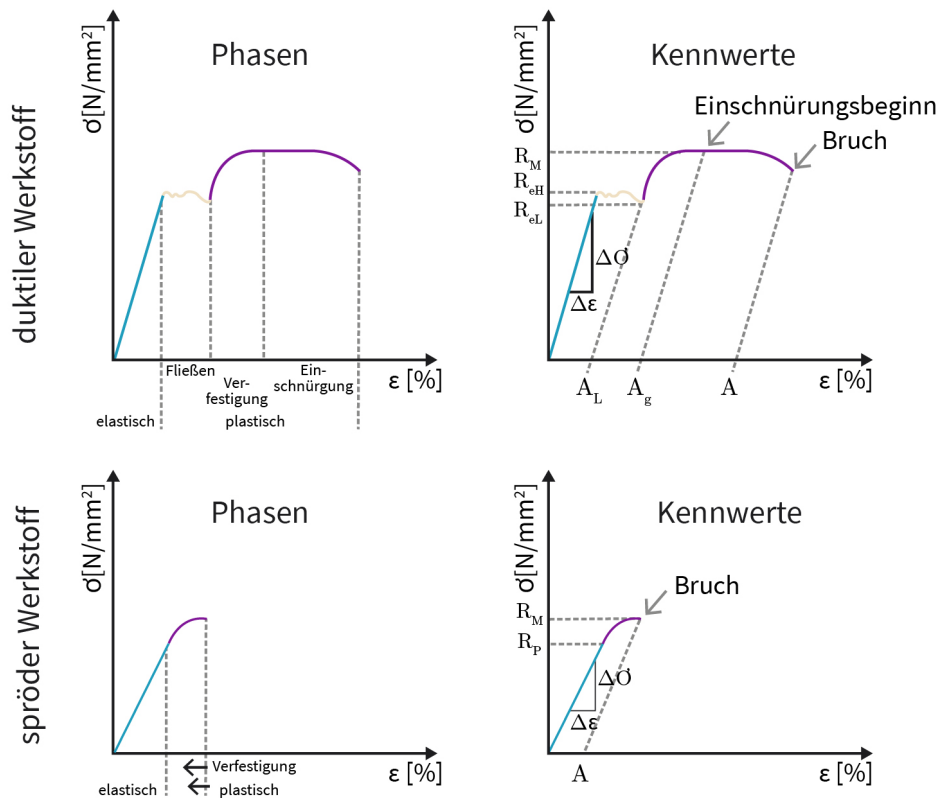 duktiler Werkstoff
Phasen
σ[N/mm²]
Fließen
Ver-
festigung
Ein-
schnürgung
ε [%]
elastisch
plastisch
Kennwerte
σ[N/mm²]
Einschnürungsbeginn
Bruch
R_M
R_eH
R_eL
Δσ
Δε
A_L
A_g
A
ε [%]
spröder Werkstoff
Phasen
σ[N/mm²]
Verfestigung
ε [%]
elastisch
plastisch
Kennwerte
σ[N/mm²]
Bruch
R_M
R_P
Δσ
Δε
A
ε [%]